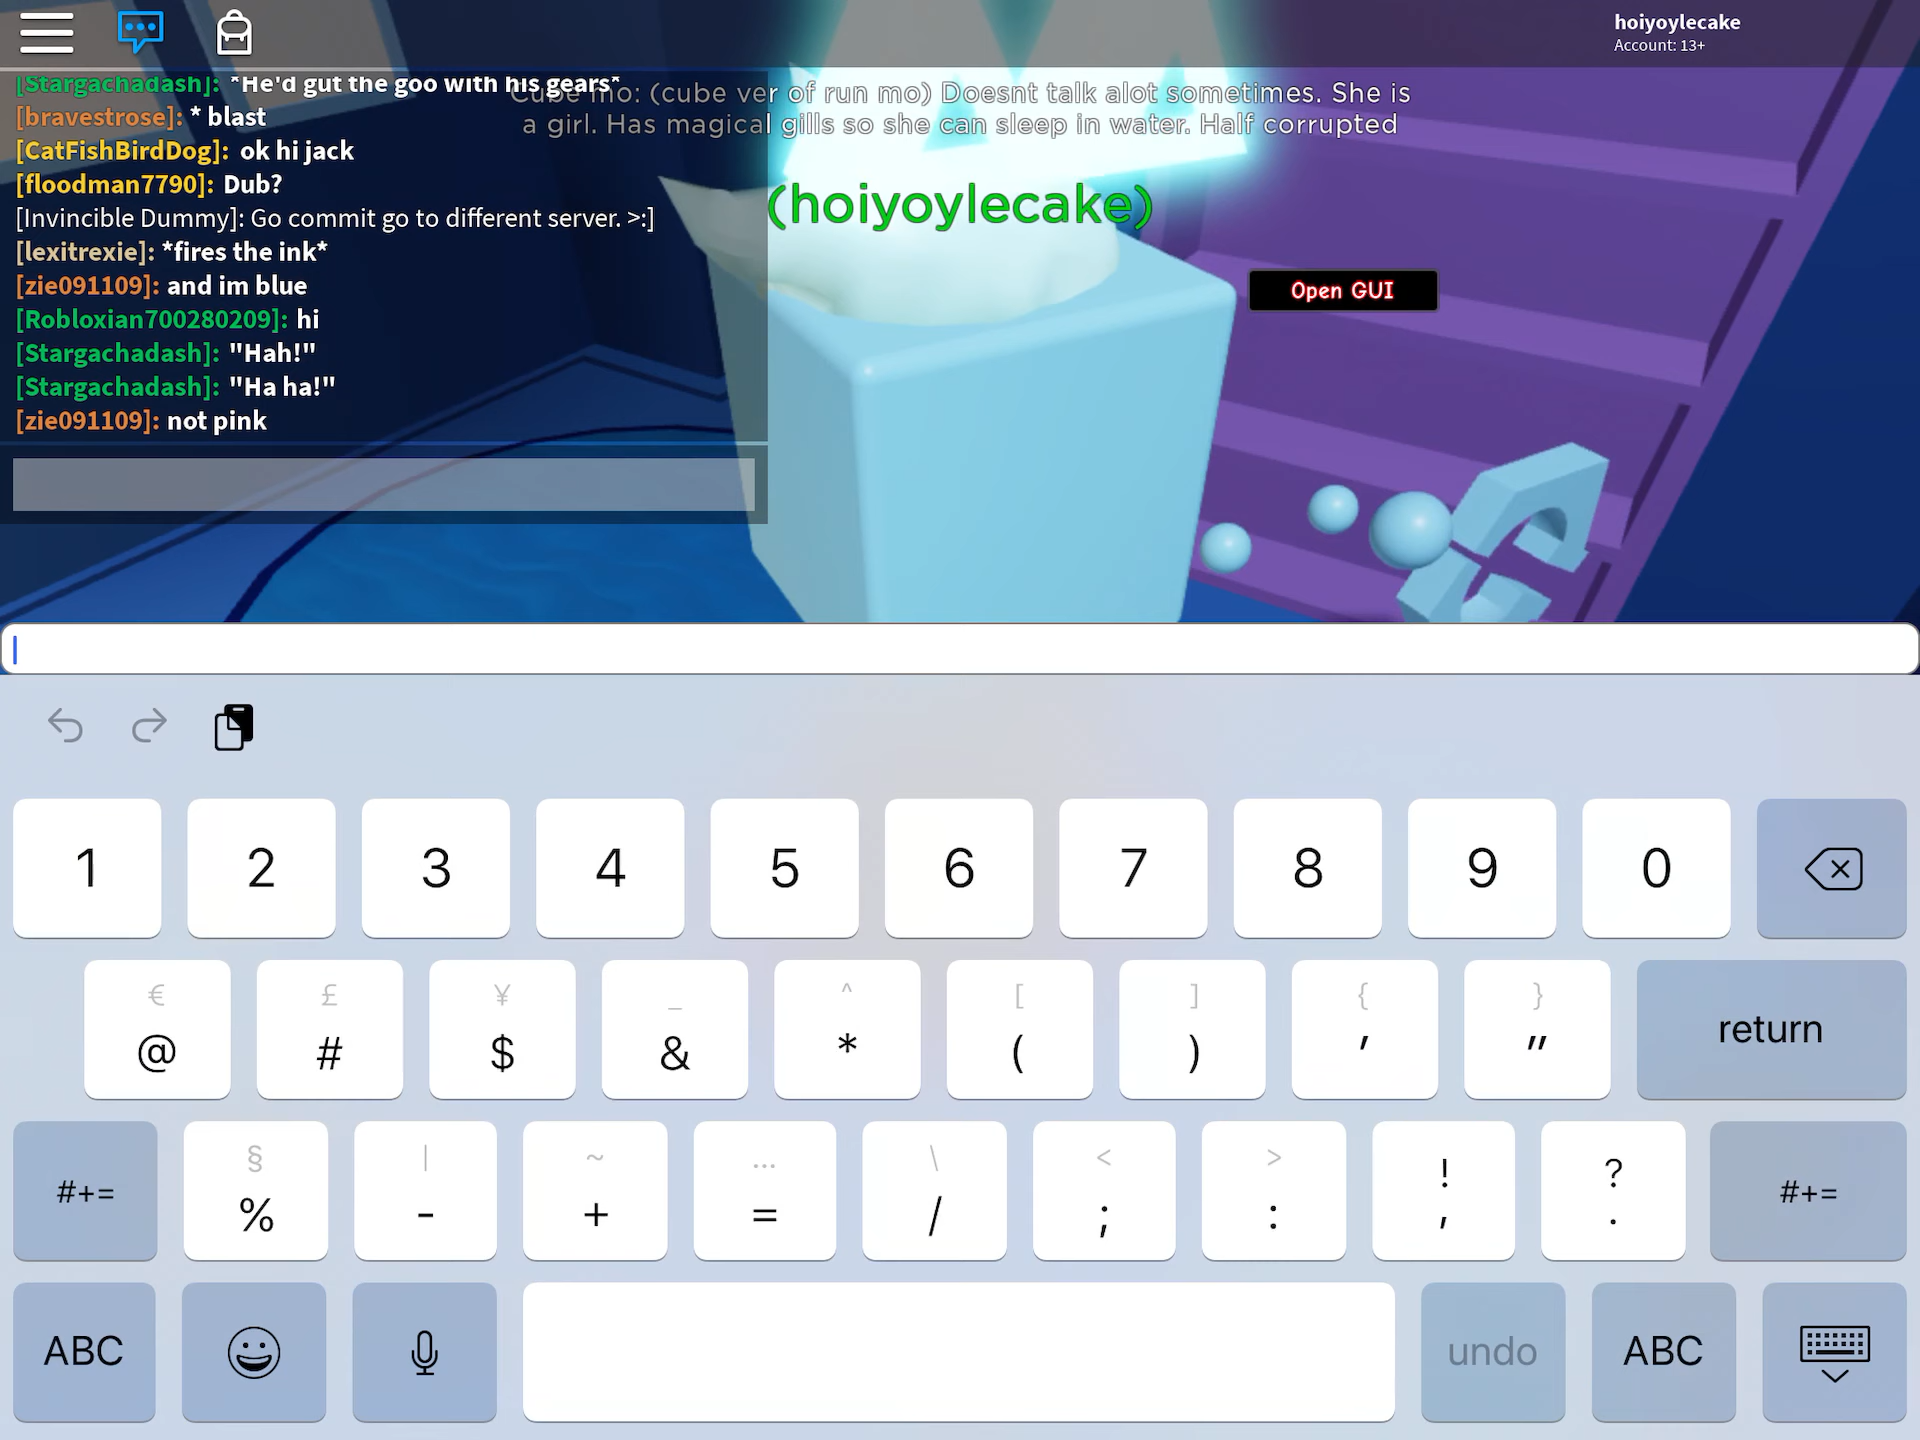 hoiyoylecake
Account: 13+
[Stargachadash]: *He'd gut the goo with his gears*
[bravestrose]: * blast
[CatFishBirdDog]: ok hi jack
[floodman7790]: Dub?
[Invincible Dummy]: Go commit go to different server. >:]
[lexitrexie]: *fires the ink*
[zie091109]: and im blue
[Robloxian700280209]: hi
[Stargachadash]: "Hah!"
[Stargachadash]: "Ha ha!"
[zie091109]: not pink
Cube mo: (cube ver of run mo) Doesnt talk alot sometimes. She is
a girl. Has magical gills so she can sleep in water. Half corrupted
(hoiyoylecake)
Open GUI
1 2 3 4 5 6 7 8 9 0
€ £ ¥ _ ^ [ ] { }
@ # $ & * ( ) ' " return
§ | ~ ... \ < > ! ?
#+= % - + = / ; : , . #+=
ABC undo ABC